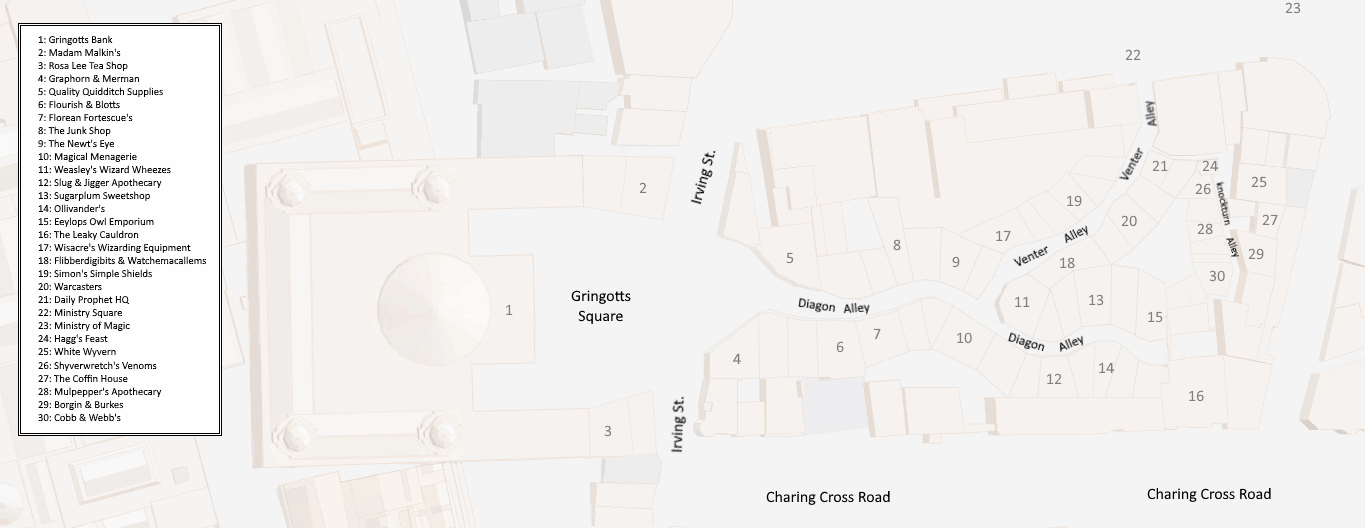 1: Gringotts Bank
2: Madam Malkin's
3: Rosa Lee Tea Shop
4: Graphorn & Merman
5: Quality Quidditch Supplies
6: Flourish & Blotts
7: Florean Fortescue's
8: The Junk Shop
9: The Newt's Eye
10: Magical Menagerie
11: Weasley's Wizard Wheezes
12: Slug & Jigger Apothecary
13: Sugarplum Sweetshop
14: Ollivander's
15: Eeylops Owl Emporium
16: The Leaky Cauldron
17: Wisacre's Wizarding Equipment
18: Flibberdigibits & Watchemacallems
19: Simon's Simple Shields
20: Warcasters
21: Daily Prophet HQ
22: Ministry Square
23: Ministry of Magic
24: Hagg's Feast
25: White Wyvern
26: Shyverwretch's Venoms
27: The Coffin House
28: Mulpepper's Apothecary
29: Borgin & Burkes
30: Cobb & Webb's
23
22
Alley
Venter
21
24
25
26
knockturn
2
Irving St.
19
20
27
28
Alley
29
17
Venter Alley
8
5
9
18
30
1
Gringotts
Square
Diagon Alley
11
13
15
7
6
10
Diagon Alley
4
12
14
16
3
Irving St.
Charing Cross Road
Charing Cross Road